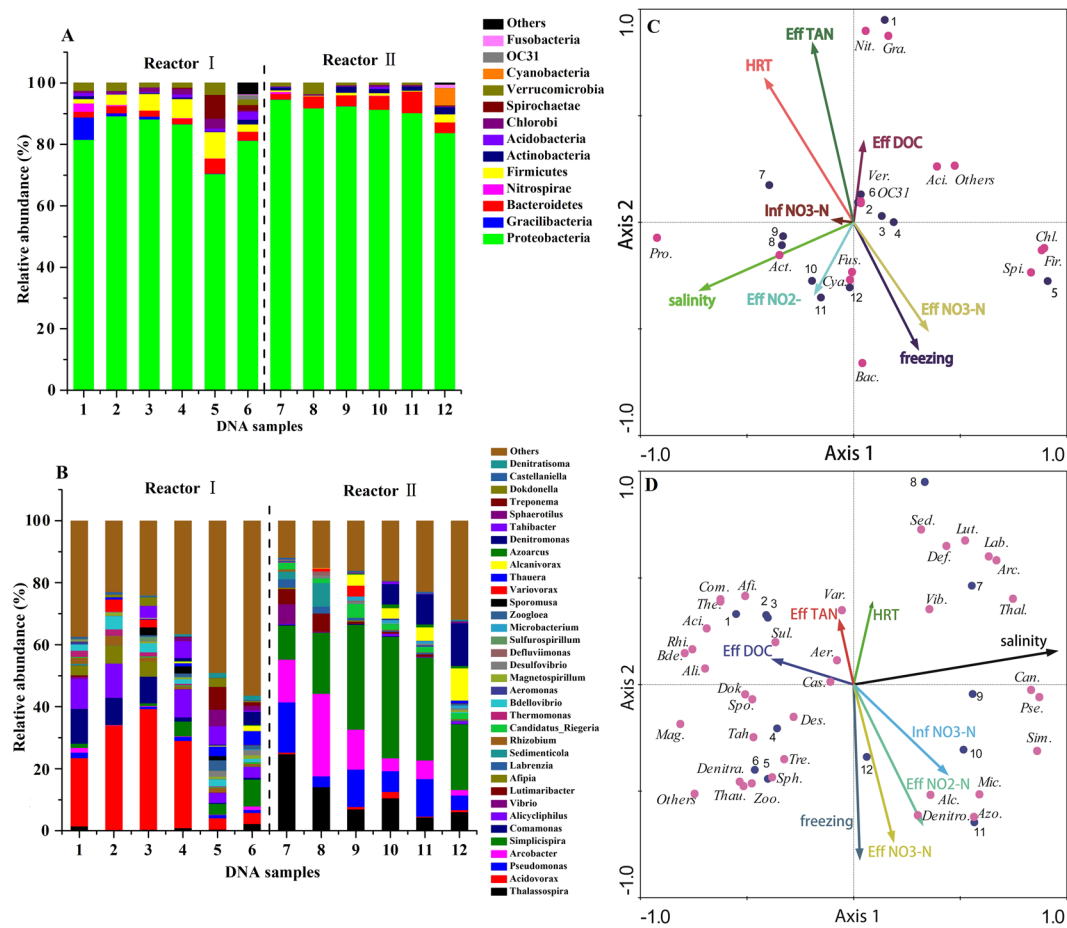 A
Reactor Ⅰ
Reactor Ⅱ
Relative abundance (%)
100
80
60
40
20
0
1 2 3 4 5 6 7 8 9 10 11 12
DNA samples
Others
Fusobacteria
OC31
Cyanobacteria
Verrucomicrobia
Spirochaetae
Chlorobi
Acidobacteria
Actinobacteria
Firmicutes
Nitrospirae
Bacteroidetes
Gracilibacteria
Proteobacteria
B
Reactor Ⅰ
Reactor Ⅱ
Relative abundance (%)
100
80
60
40
20
0
1 2 3 4 5 6 7 8 9 10 11 12
DNA samples
Others
Denitratisoma
Castellaniella
Dokdonella
Treponema
Sphaerotilus
Tahibacter
Denitromonas
Azoarcus
Alcanivorax
Thauera
Variovorax
Sporomusa
Zoogloea
Microbacterium
Sulfurospirillum
Defluviimonas
Desulfovibrio
Magnetospirillum
Aeromonas
Bdellovibrio
Thermomonas
Candidatus_Riegeria
Rhizobium
Sedimenticola
Labrenzia
Afipia
Lutimaribacter
Vibrio
Alicycliphilus
Comamonas
Simplicispira
Arcobacter
Pseudomonas
Acidovorax
Thalassospira
C
1.0
Axis 2
-1.0
-1.0
Axis 1
1.0
Eff TAN
HRT
Eff DOC
Inf NO3-N
salinity
Eff NO2-
Eff NO3-N
freezing
1
Nit.
Gra.
Aci.
Others
Ver.
6
OC31
2
3
4
7
9
8
Act.
Pro.
10
11
Fus.
Cya.
12
Chl.
Fir.
Spi.
5
Bac.
D
1.0
Axis 2
-1.0
-1.0
Axis 1
1.0
8
Sed.
Def.
Lut.
Lab.
Arc.
7
Thal.
Vib.
Com.
The.
Afi.
1
2
3
Aci.
Rhi.
Bde.
Ali.
Sul.
Var.
Eff TAN
HRT
salinity
Eff DOC
Aer.
Cas.
Dok.
Spo.
Mag.
Tah.
Des.
4
Tre.
Denitra.
6
5
Sph.
Others
Thau.
Zoo.
12
9
10
Can.
Pse.
Sim.
Inf NO3-N
Eff NO2-N
Mic.
Alc.
Azo.
Denitro.
11
freezing
Eff NO3-N